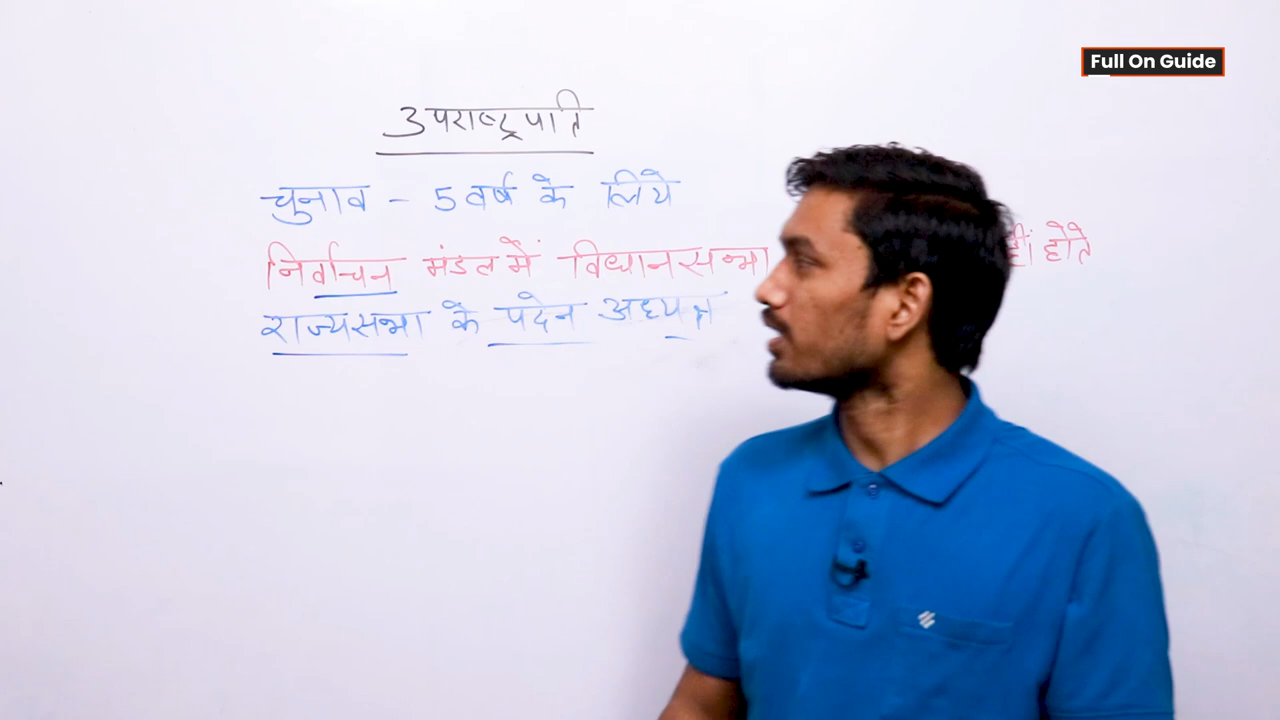 Full On Guide
उपराष्ट्रपति
चुनाव - 5 वर्ष के लिये
निर्वाचन मंडल में विधानसभा होते
राज्यसभा के पदेन अध्यक्ष